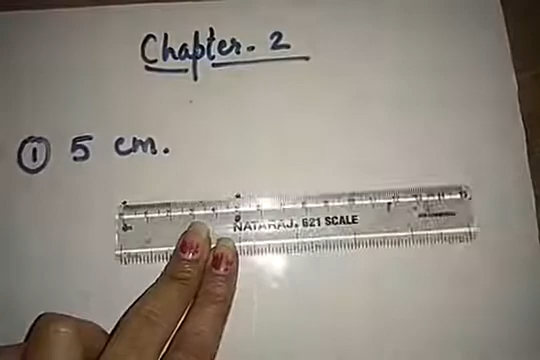 Chapter. 2
① 5 cm.
NATARAJ. 621 SCALE